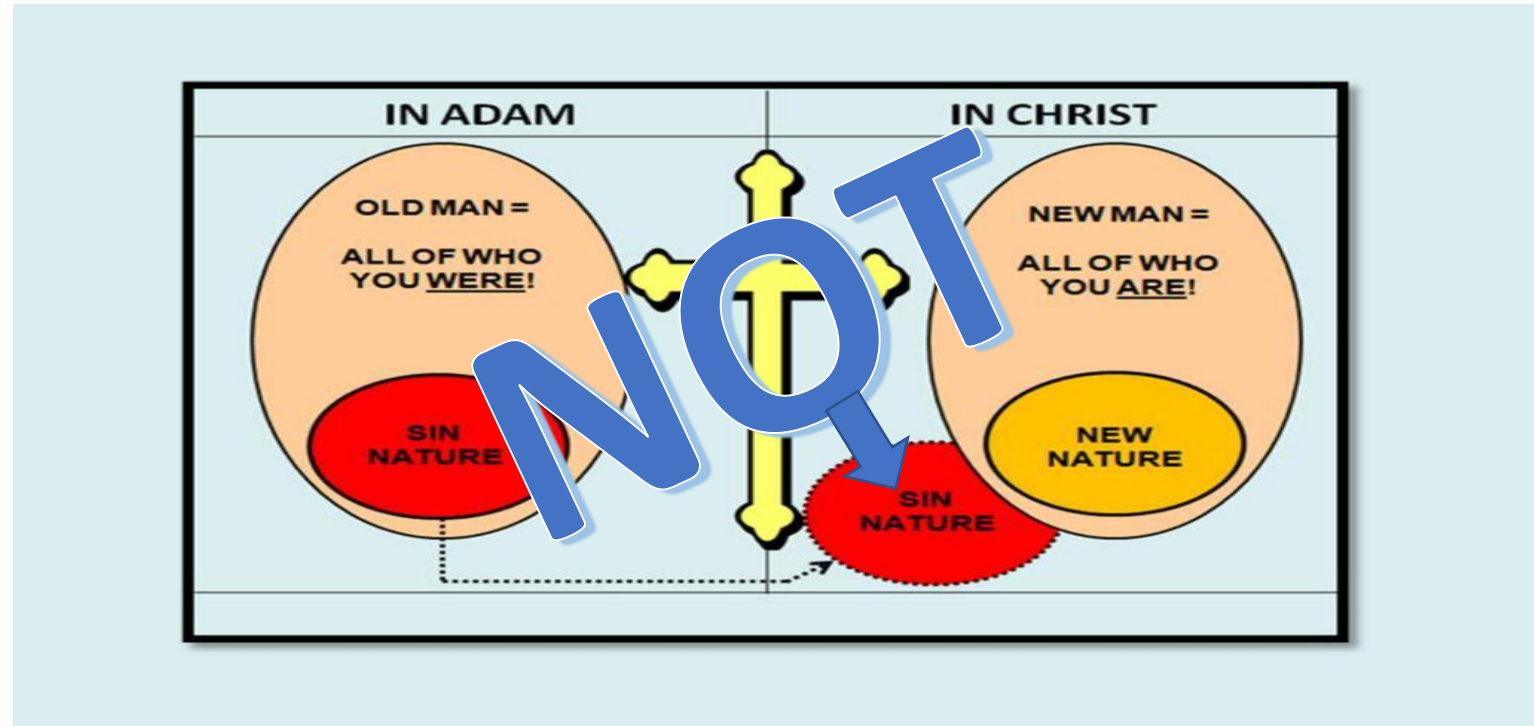 IN ADAM
IN CHRIST
OLD MAN =
ALL OF WHO
YOU WERE!
SIN
NATURE
NOT
NEW MAN =
ALL OF WHO
YOU ARE!
NEW
NATURE
SIN
NATURE